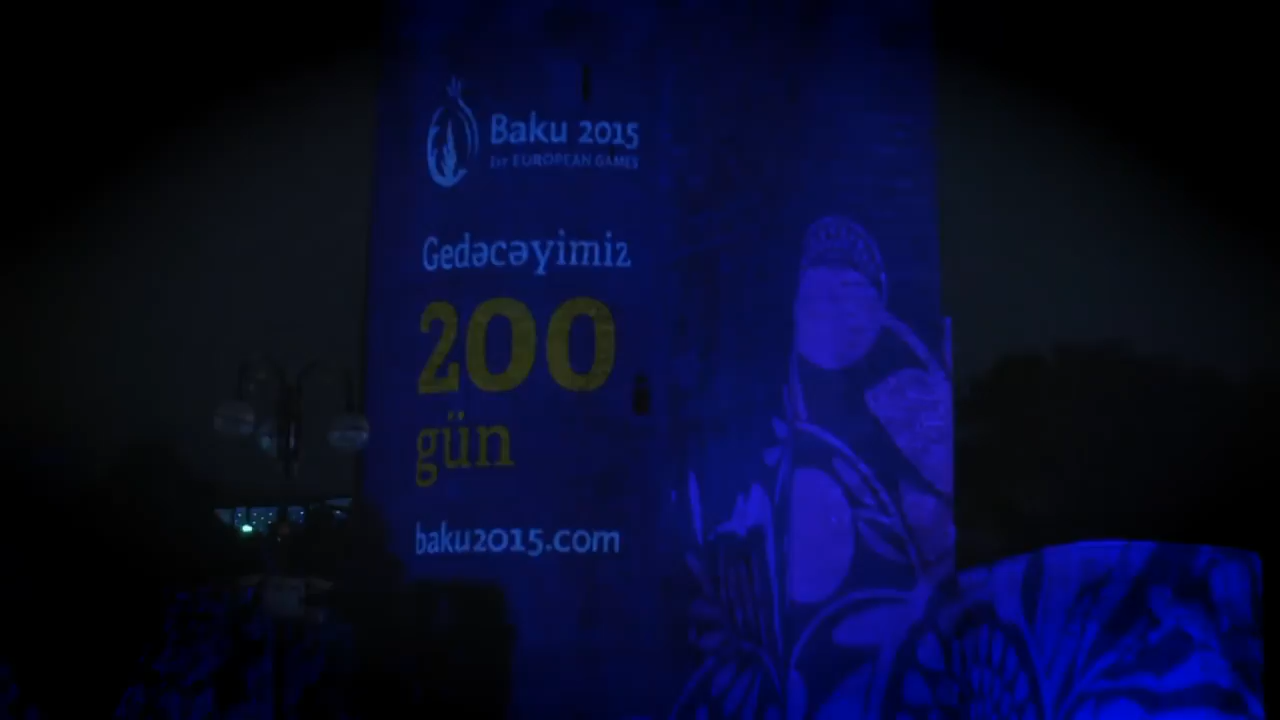 Baku 2015
1st EUROPEAN GAMES
Gedəcəyimiz
200
gün
baku2015.com